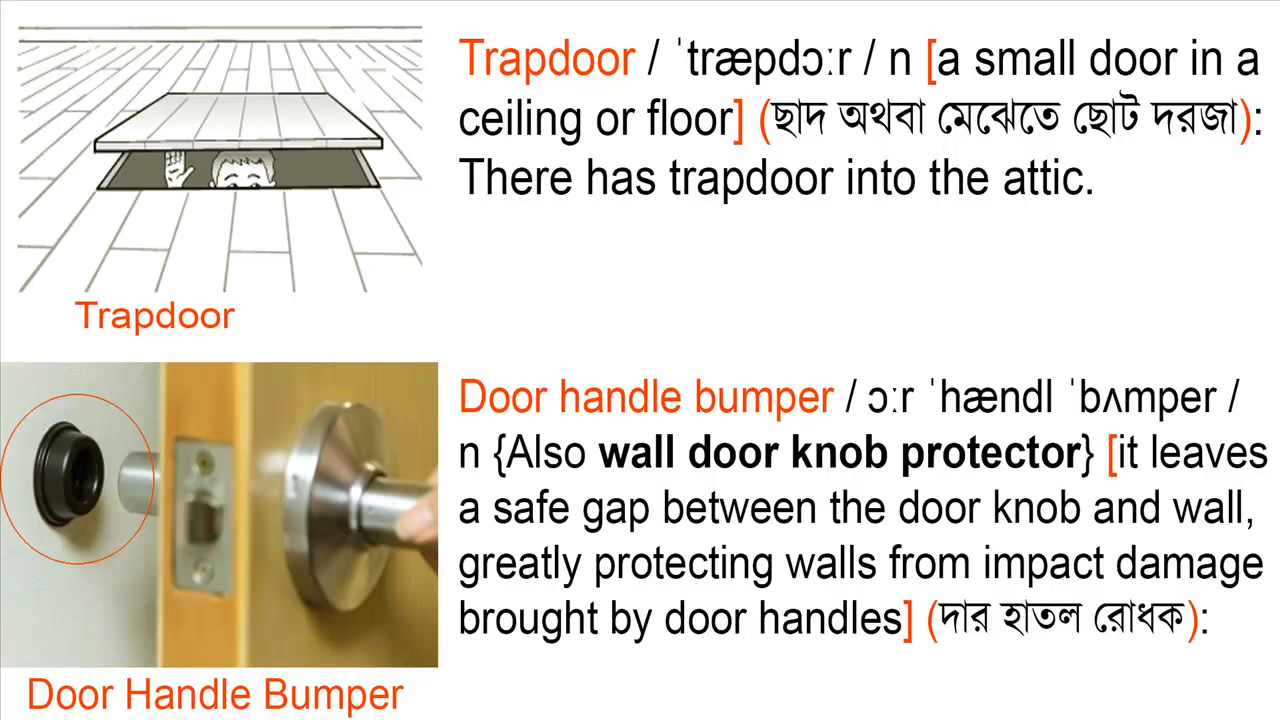 Trapdoor / ˈtræpdɔːr / n [a small door in a
ceiling or floor] (ছাদ অথবা মেঝেতে ছোট দরজা):
There has trapdoor into the attic.
Trapdoor
Door handle bumper / ɔːr ˈhændl ˈbʌmper /
n {Also wall door knob protector} [it leaves
a safe gap between the door knob and wall,
greatly protecting walls from impact damage
brought by door handles] (দার হাতল রোধক):
Door Handle Bumper